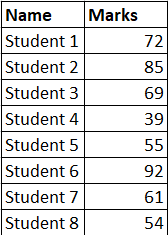 Name Marks
Student 1 72
Student 2 85
Student 3 69
Student 4 39
Student 5 55
Student 6 92
Student 7 61
Student 8 54